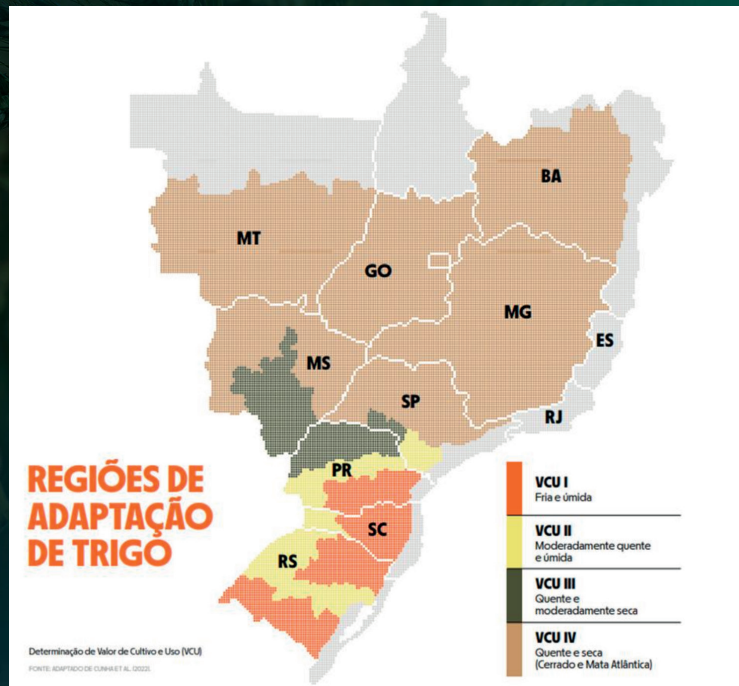 BA
MT
GO
MG
ES
MS
SP
RJ
PR
SC
RS
REGIÕES DE
ADAPTAÇÃO
DE TRIGO
VCU I
Fria e úmida
VCU II
Moderadamente quente
e úmida
VCU III
Quente e
moderadamente seca
VCU IV
Quente e seca
(Cerrado e Mata Atlântica)
Determinação de Valor de Cultivo e Uso (VCU)
FONTE: ADAPTADO DE CUNHA ET AL. (2022).